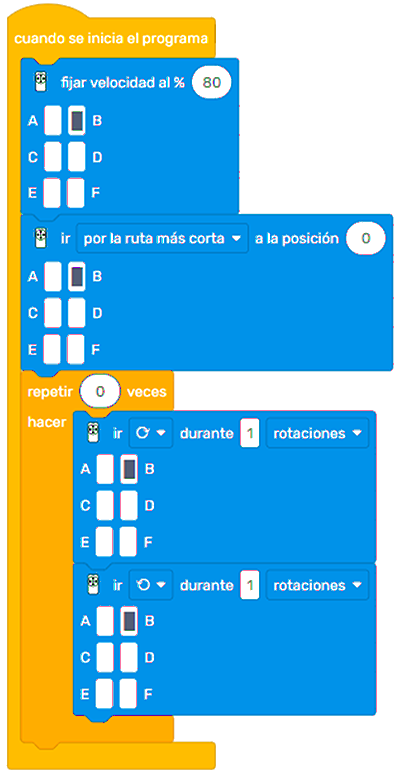 cuando se inicia el programa
fijar velocidad al % 80
A B
C D
E F
ir por la ruta más corta a la posición 0
A B
C D
E F
repetir 0 veces
hacer
ir durante 1 rotaciones
A B
C D
E F
ir durante 1 rotaciones
A B
C D
E F